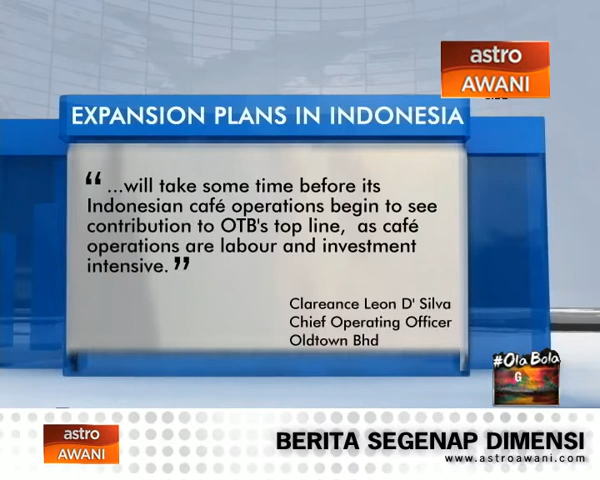 astro
AWANI
EXPANSION PLANS IN INDONESIA
“ ...will take some time before its
Indonesian café operations begin to see
contribution to OTB's top line,  as café
operations are labour and investment
intensive. ”
Clareance Leon D' Silva
Chief Operating Officer
Oldtown Bhd
#Ola Bola
G
astro
AWANI
BERITA SEGENAP DIMENSI
www.astroawani.com